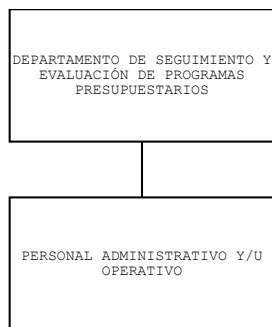 DEPARTAMENTO DE SEGUIMIENTO Y
EVALUACIÓN DE PROGRAMAS
PRESUPUESTARIOS
PERSONAL ADMINISTRATIVO Y/U
OPERATIVO